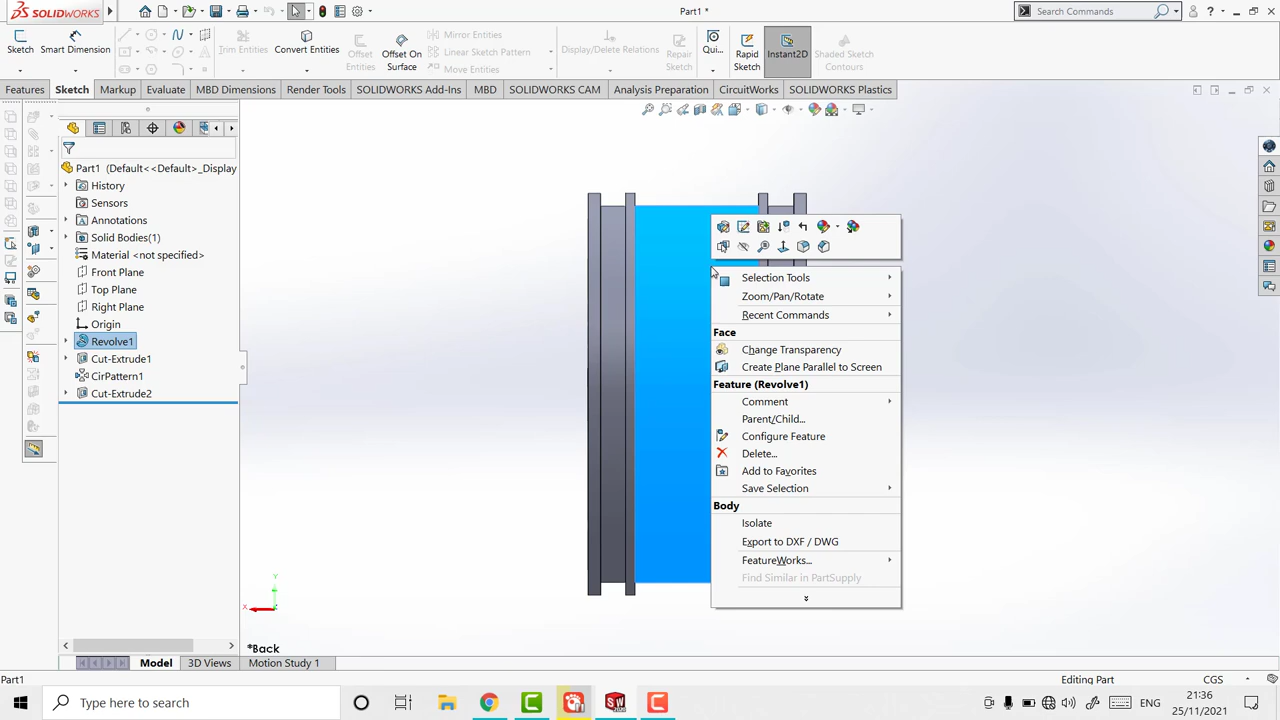 SOLIDWORKS
Part1 *
Search Commands
Sketch
Smart Dimension
Trim Entities
Convert Entities
Offset
Entities
Offset On
Surface
Mirror Entities
Linear Sketch Pattern
Move Entities
Display/Delete Relations
Repair
Sketch
Qui...
Rapid
Sketch
Instant2D
Shaded Sketch
Contours
Features
Sketch
Markup
Evaluate
MBD Dimensions
Render Tools
SOLIDWORKS Add-Ins
MBD
SOLIDWORKS CAM
Analysis Preparation
CircuitWorks
SOLIDWORKS Plastics
Part1 (Default<<Default>_Display
History
Sensors
Annotations
Solid Bodies(1)
Material <not specified>
Front Plane
Top Plane
Right Plane
Origin
Revolve1
Cut-Extrude1
CirPattern1
Cut-Extrude2
Selection Tools
Zoom/Pan/Rotate
Recent Commands
Face
Change Transparency
Create Plane Parallel to Screen
Feature (Revolve1)
Comment
Parent/Child...
Configure Feature
Delete...
Add to Favorites
Save Selection
Body
Isolate
Export to DXF / DWG
FeatureWorks...
Find Similar in PartSupply
Y
X
*Back
Model
3D Views
Motion Study 1
Part1
Editing Part
CGS
Type here to search
ENG
21:36
25/11/2021